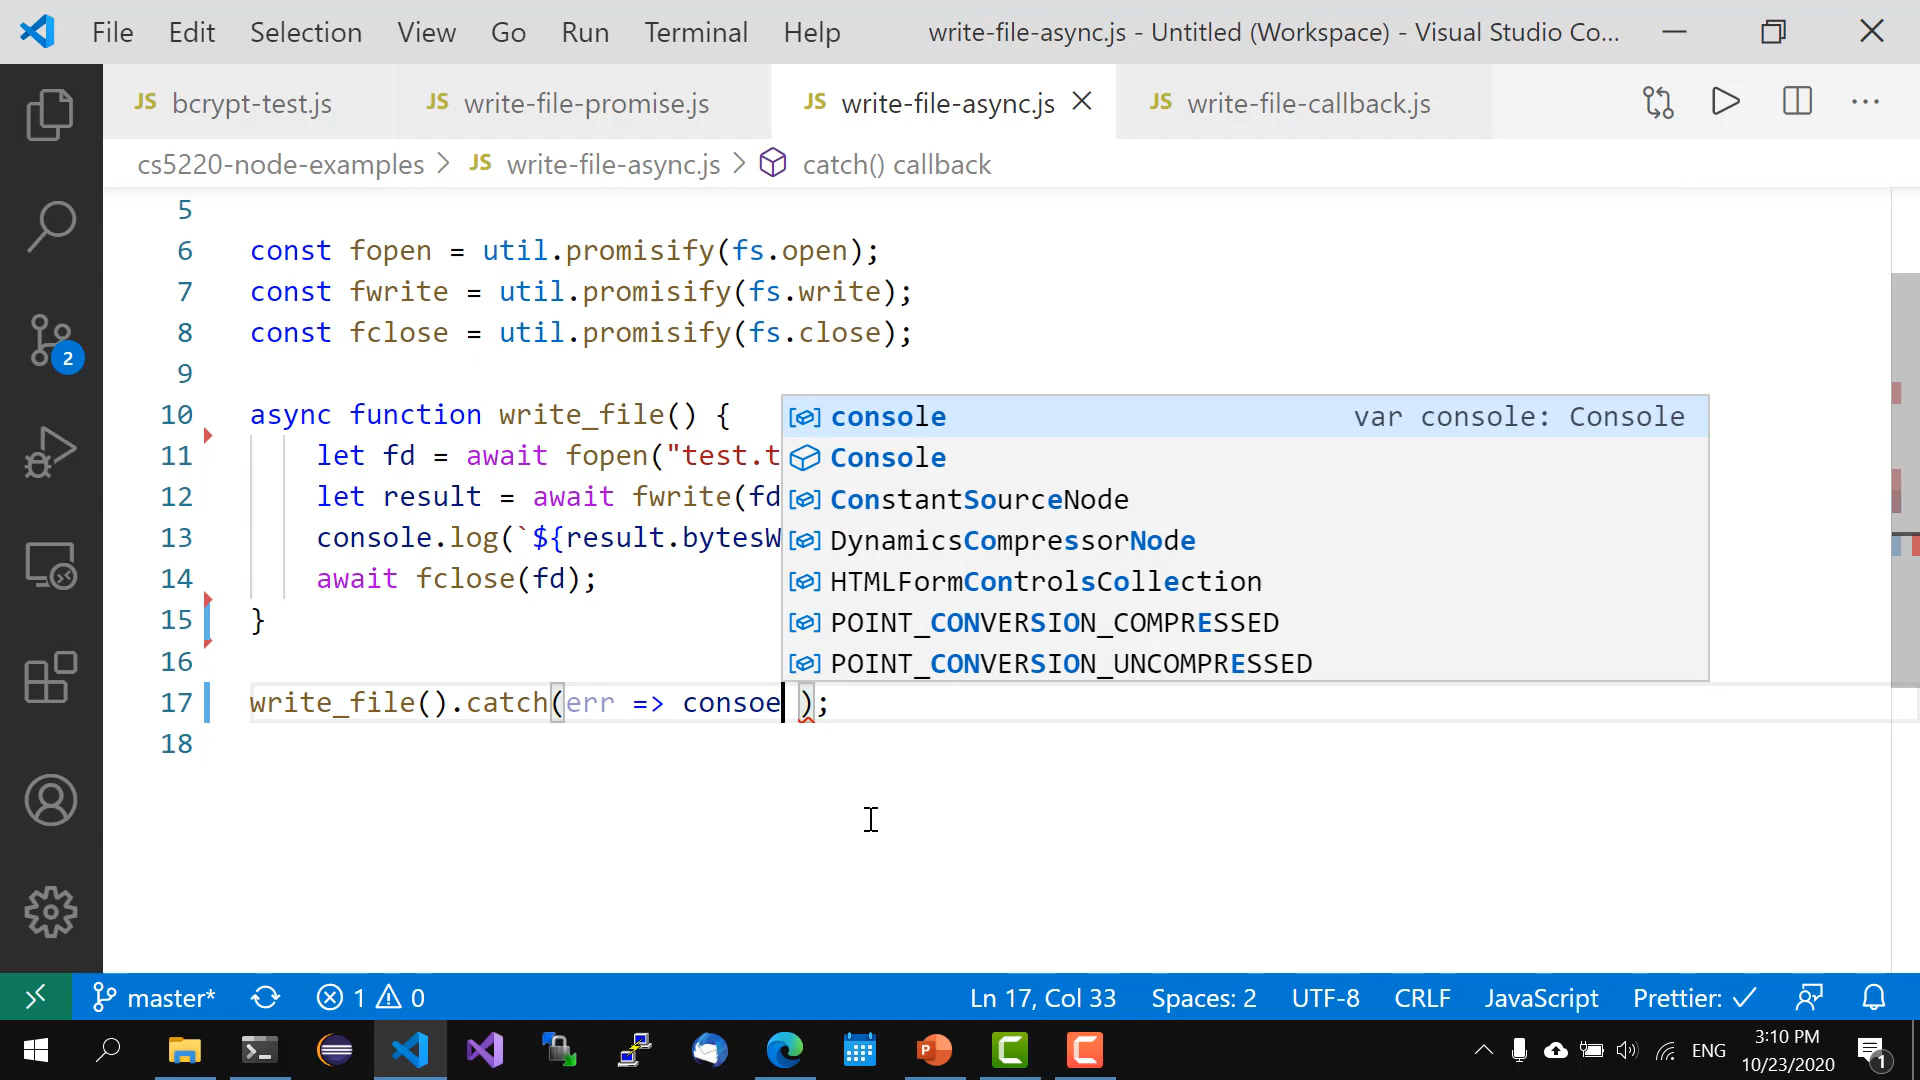 File Edit Selection View Go Run Terminal Help write-file-async.js - Untitled (Workspace) - Visual Studio Co...
JS bcrypt-test.js JS write-file-promise.js JS write-file-async.js JS write-file-callback.js
cs5220-node-examples > JS write-file-async.js > catch() callback
5
6 const fopen = util.promisify(fs.open);
7 const fwrite = util.promisify(fs.write);
8 const fclose = util.promisify(fs.close);
9
10 async function write_file() {
11 let fd = await fopen("test.t
12 let result = await fwrite(fd
13 console.log(`${result.bytesW
14 await fclose(fd);
15 }
16
17 write_file().catch(err => consoe );
18
console var console: Console
Console
ConstantSourceNode
DynamicsCompressorNode
HTMLFormControlsCollection
POINT_CONVERSION_COMPRESSED
POINT_CONVERSION_UNCOMPRESSED
2
master* 1 0 Ln 17, Col 33 Spaces: 2 UTF-8 CRLF JavaScript Prettier: ✓
ENG 3:10 PM
10/23/2020
1